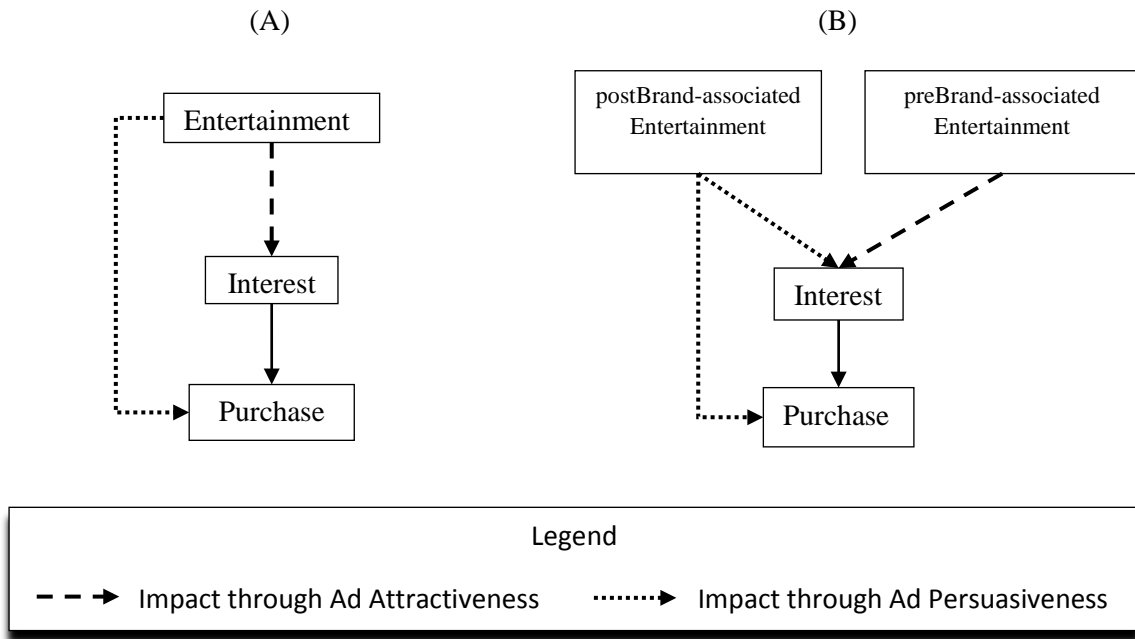 (A)
Entertainment
Interest
Purchase
(B)
postBrand-associated
Entertainment
preBrand-associated
Entertainment
Interest
Purchase
Legend
Impact through Ad Attractiveness
Impact through Ad Persuasiveness